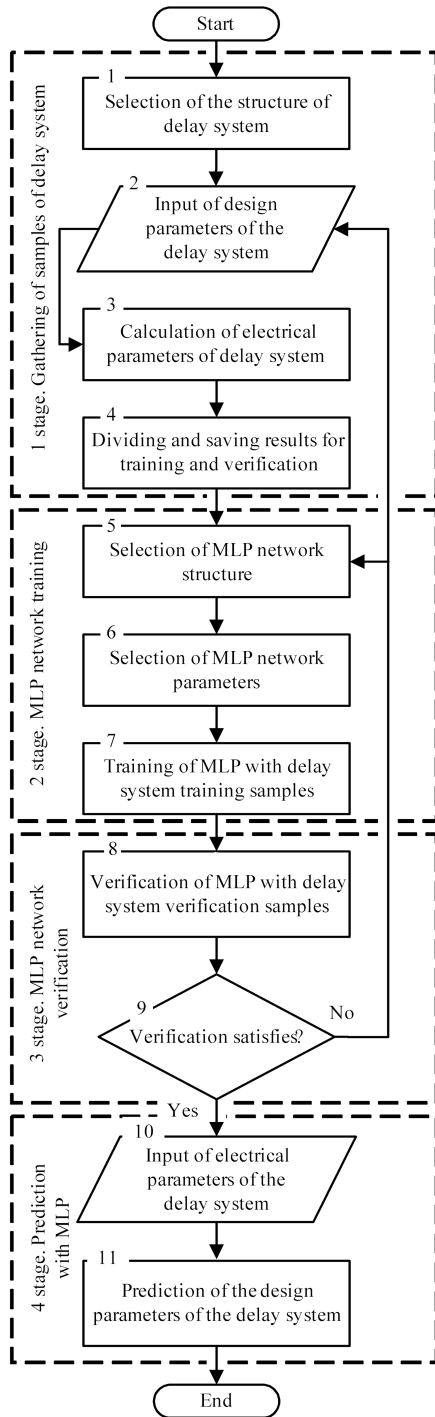 Start
1 stage. Gathering of samples of delay system
1
Selection of the structure of
delay system
2
Input of design
parameters of the
delay system
3
Calculation of electrical
parameters of delay system
4
Dividing and saving results for
training and verification
2 stage. MLP network training
5
Selection of MLP network
structure
6
Selection of MLP network
parameters
7
Training of MLP with delay
system training samples
3 stage. MLP network
verification
8
Verification of MLP with delay
system verification samples
9
Verification satisfies?
No
Yes
4 stage. Prediction
with MLP
10
Input of electrical
parameters of the
delay system
11
Prediction of the design
parameters of the delay system
End